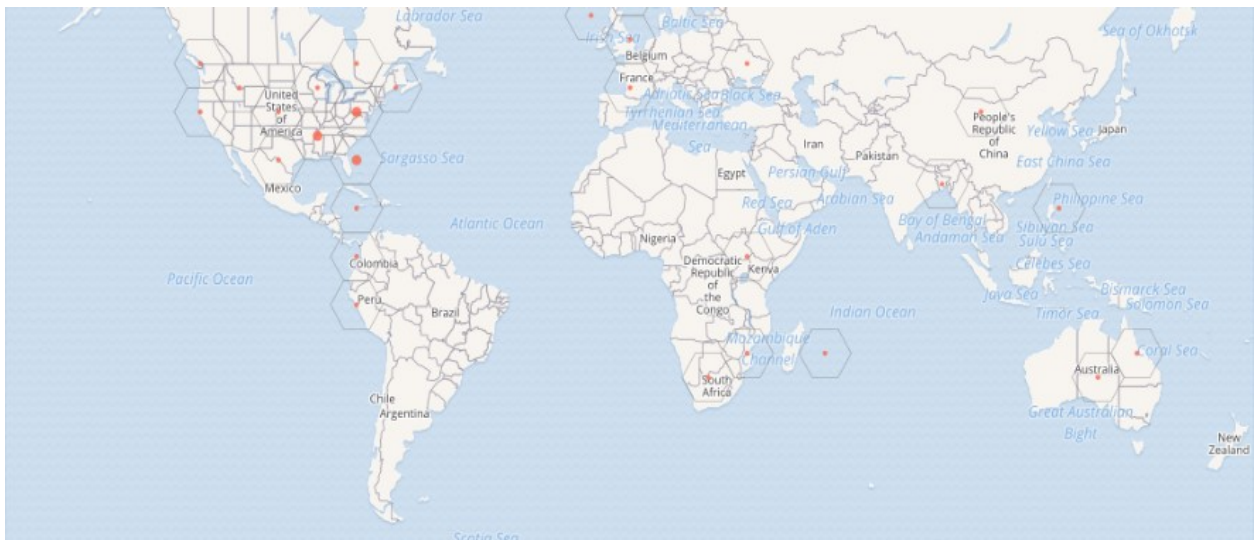 Labrador Sea
Baltic Sea
Sea of Okhotsk
Irish Sea
Belgium
France
United
States
of
America
Adriatic Sea
Black Sea
Tyrrhenian Sea
Mediterranean
Sea
People's
Republic
of
China
Yellow Sea
Japan
Iran
Pakistan
East China Sea
Sargasso Sea
Mexico
Egypt
Persian Gulf
Red Sea
Arabian Sea
Philippine Sea
Atlantic Ocean
Bay of Bengal
Gulf of Aden
Sibuyan Sea
Andaman Sea
Sulu Sea
Nigeria
Colombia
Democratic
Republic
of
the
Congo
Kenya
Celebes Sea
Pacific Ocean
Java Sea
Bismarck Sea
Solomon Sea
Peru
Brazil
Indian Ocean
Timor Sea
Mozambique
Channel
Coral Sea
Australia
South
Africa
Chile
Argentina
Great Australian
Bight
New
Zealand
Scotia Sea